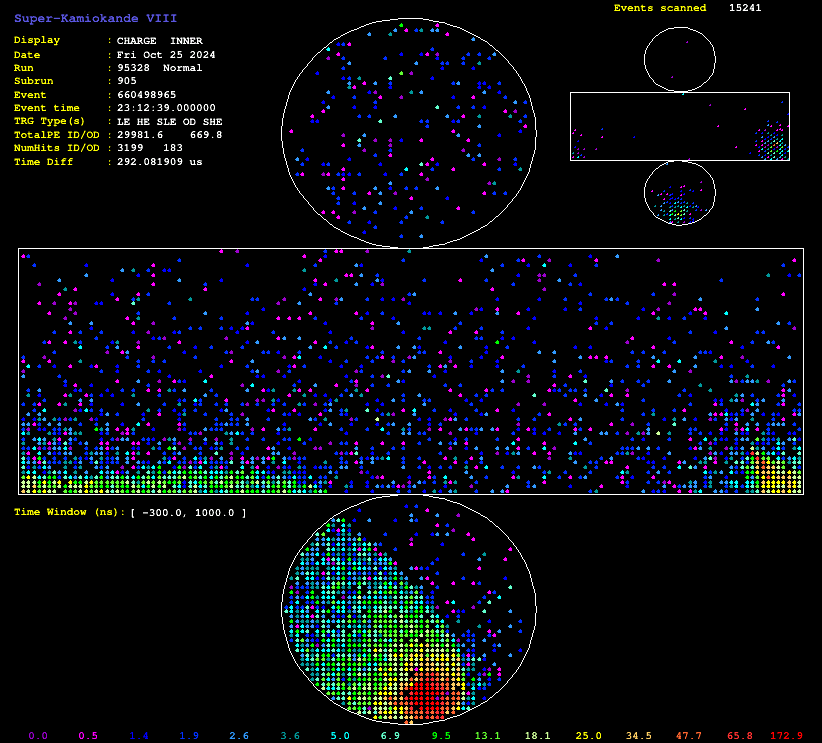 Super-Kamiokande VIII
Events scanned 15241
Display : CHARGE INNER
Date : Fri Oct 25 2024
Run : 95328 Normal
Subrun : 905
Event : 660498965
Event time : 23:12:39.000000
TRG Type(s) : LE HE SLE OD SHE
TotalPE ID/OD : 29981.6 669.8
NumHits ID/OD : 3199 183
Time Diff : 292.081909 us
Time Window (ns): [ -300.0, 1000.0 ]
0.0 0.5 1.4 1.9 2.6 3.6 5.0 6.9 9.5 13.1 18.1 25.0 34.5 47.7 65.8 172.9